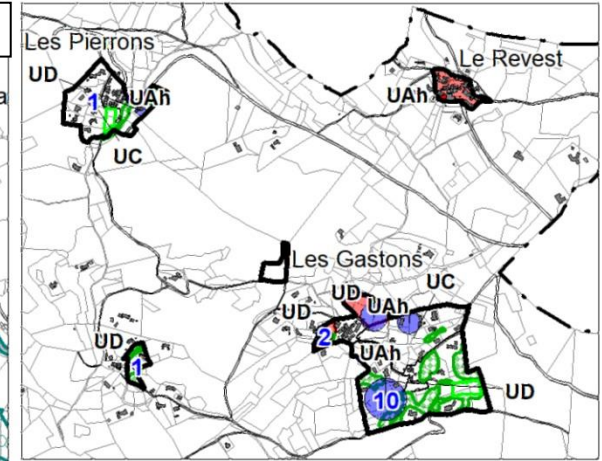 Les Pierrons
Le Revest
UD
1
UAh
UAh
UC
Les Gastons
UD
UAh
UC
UD
2
UAh
UD
1
10
UD